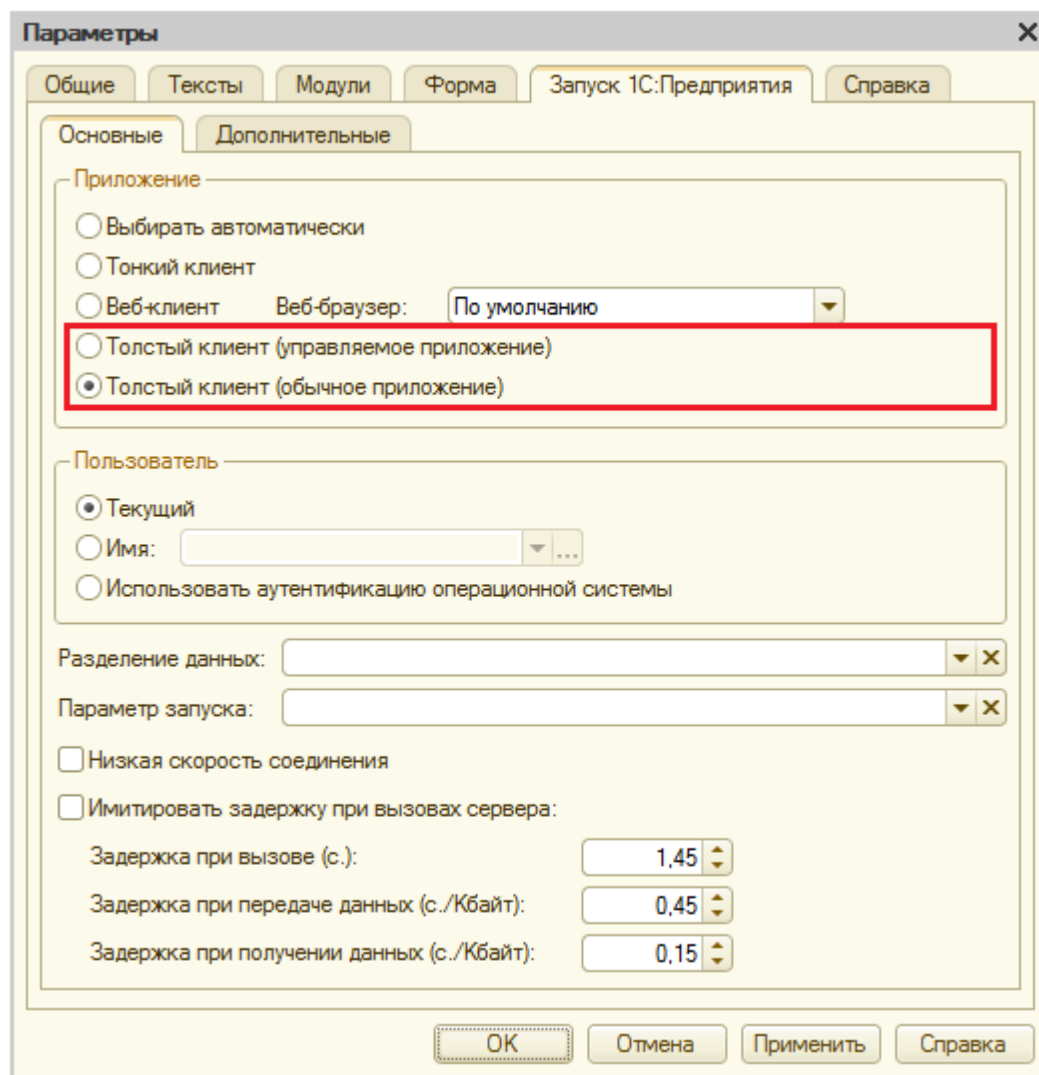 Параметры
Общие Тексты Модули Форма Запуск 1С:Предприятия Справка
Основные Дополнительные
Приложение
Выбирать автоматически
Тонкий клиент
Веб-клиент Веб-браузер: По умолчанию
Толстый клиент (управляемое приложение)
Толстый клиент (обычное приложение)
Пользователь
Текущий
Имя: ...
Использовать аутентификацию операционной системы
Разделение данных:
Параметр запуска:
Низкая скорость соединения
Имитировать задержку при вызовах сервера:
Задержка при вызове (с.): 1,45
Задержка при передаче данных (с./Кбайт): 0,45
Задержка при получении данных (с./Кбайт): 0,15
ОК Отмена Применить Справка